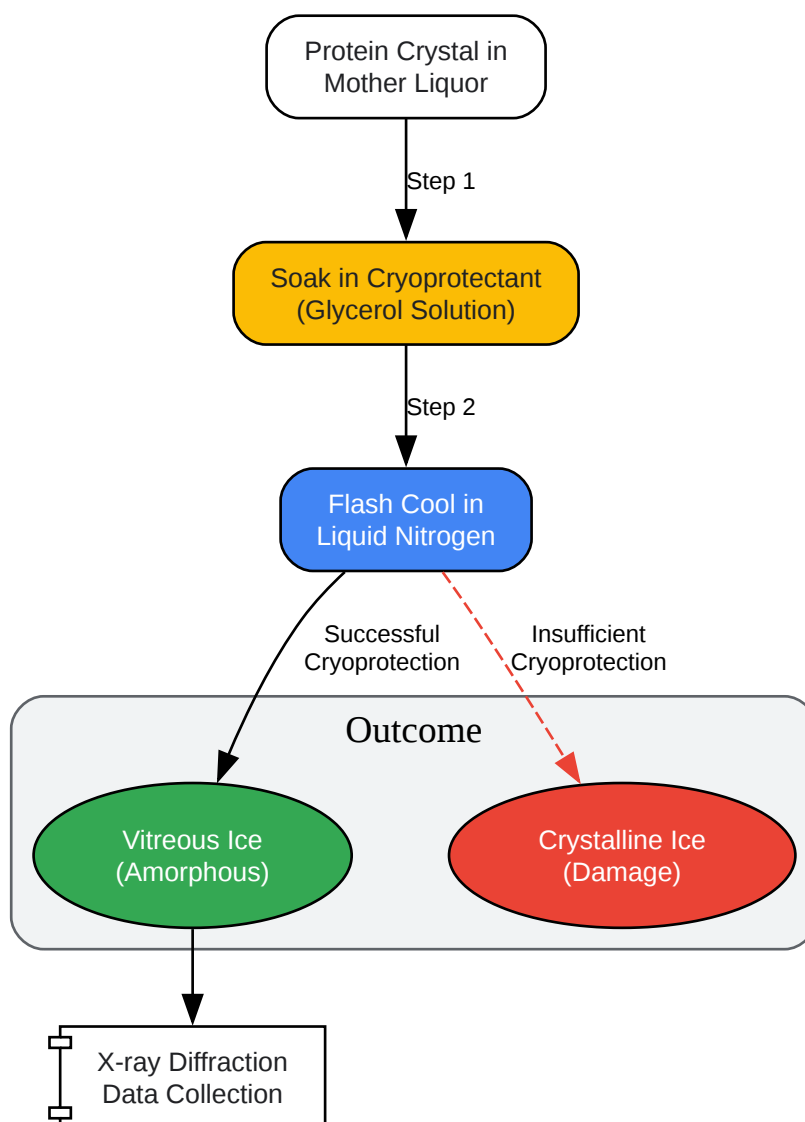 Protein Crystal in
Mother Liquor
Step 1
Soak in Cryoprotectant
(Glycerol Solution)
Step 2
Flash Cool in
Liquid Nitrogen
Successful
Cryoprotection
Insufficient
Cryoprotection
Outcome
Vitreous Ice
(Amorphous)
Crystalline Ice
(Damage)
X-ray Diffraction
Data Collection